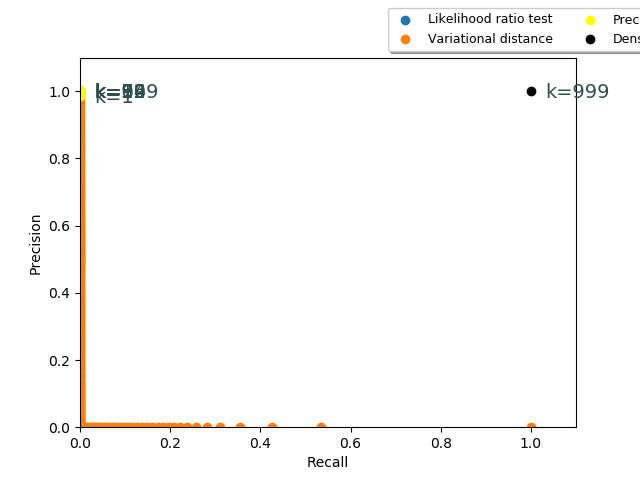 Likelihood ratio test
Variational distance
Prec
Dens
k=1
k=999
1.0
0.8
0.6
0.4
0.2
0.0
Precision
0.0 0.2 0.4 0.6 0.8 1.0
Recall